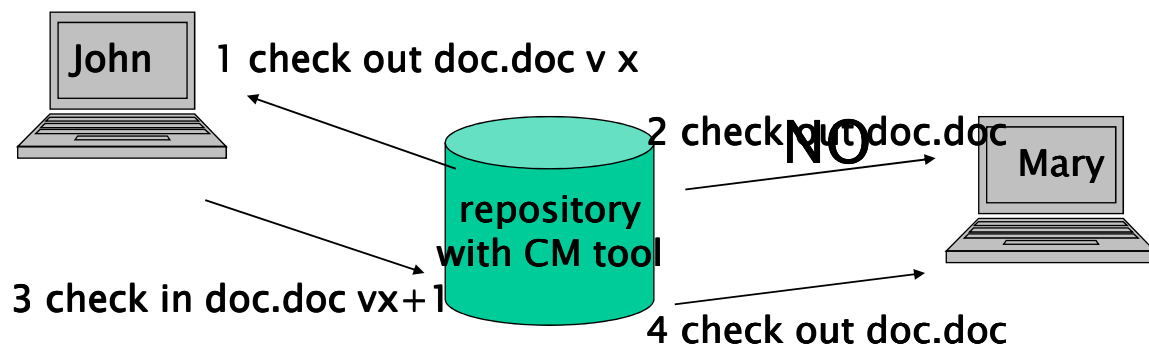 John
1 check out doc.doc v x
2 check out doc.doc
NO
Mary
repository
with CM tool
3 check in doc.doc vx+1
4 check out doc.doc